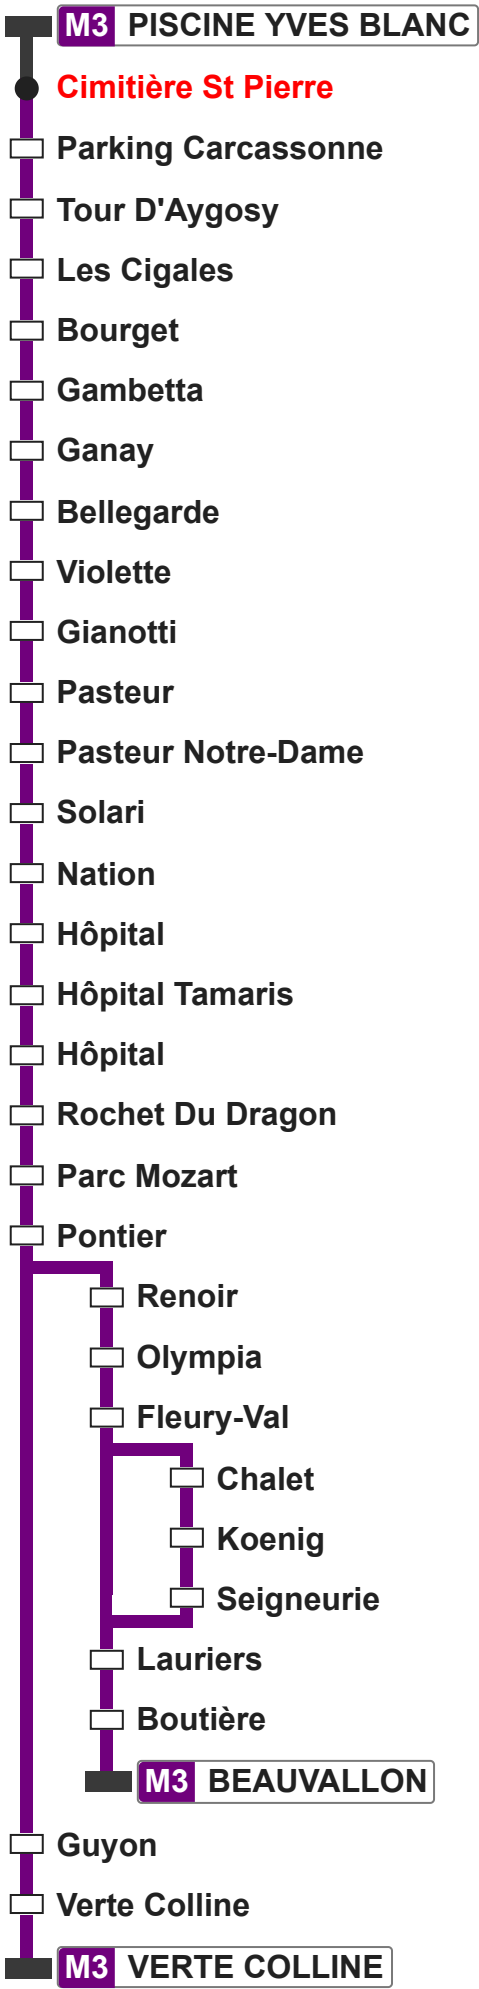 M3 PISCINE YVES BLANC
Cimitière St Pierre
Parking Carcassonne
Tour D'Aygosy
Les Cigales
Bourget
Gambetta
Ganay
Bellegarde
Violette
Gianotti
Pasteur
Pasteur Notre-Dame
Solari
Nation
Hôpital
Hôpital Tamaris
Hôpital
Rochet Du Dragon
Parc Mozart
Pontier
Renoir
Olympia
Fleury-Val
Chalet
Koenig
Seigneurie
Lauriers
Boutière
M3 BEAUVALLON
Guyon
Verte Colline
M3 VERTE COLLINE